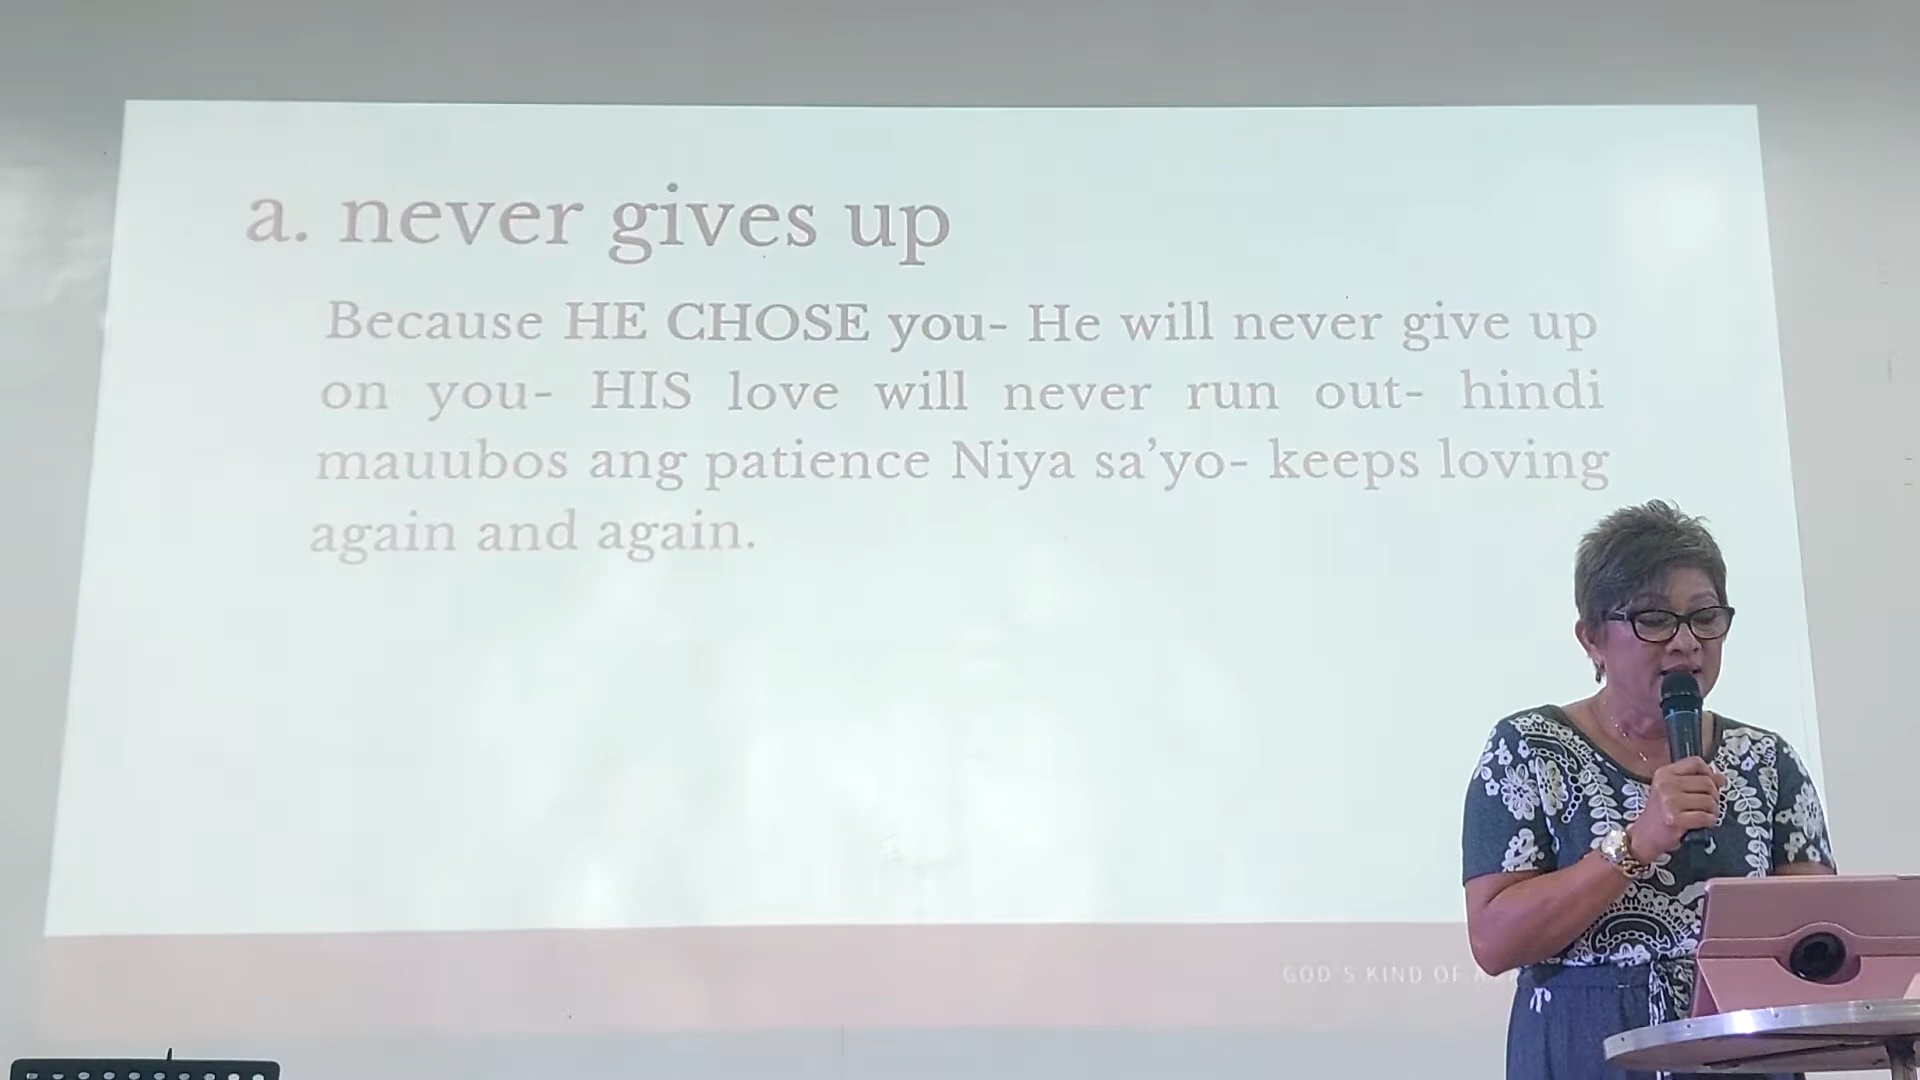 a. never gives up
Because HE CHOSE you- He will never give up
on you- HIS love will never run out- hindi
mauubos ang patience Niya sa’yo- keeps loving
again and again.
GOD'S KIND OF